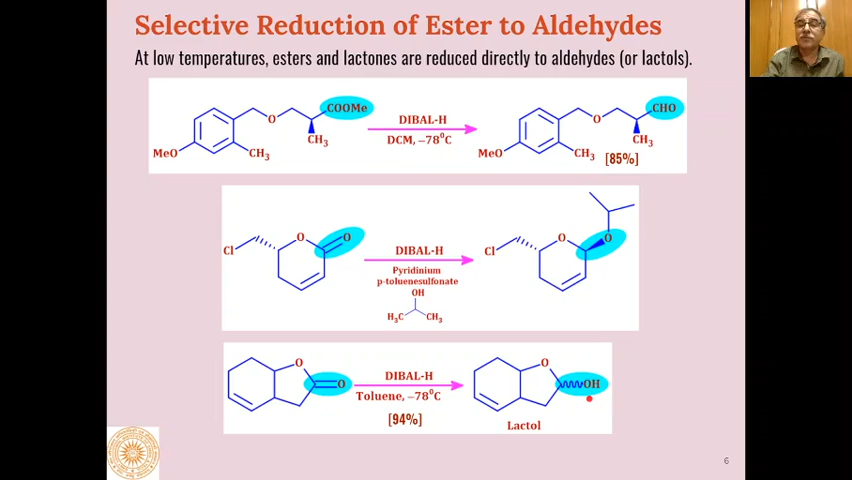 Selective Reduction of Ester to Aldehydes
At low temperatures, esters and lactones are reduced directly to aldehydes (or lactols).
O
COOMe
CH3
MeO
CH3
DIBAL-H
DCM, −78⁰C
O
CHO
CH3
MeO
CH3
[85%]
Cl
O
O
DIBAL-H
Pyridinium
p-toluenesulfonate
OH
H3C
CH3
Cl
O
O
O
O
DIBAL-H
Toluene, −78⁰C
[94%]
O
OH
Lactol
6